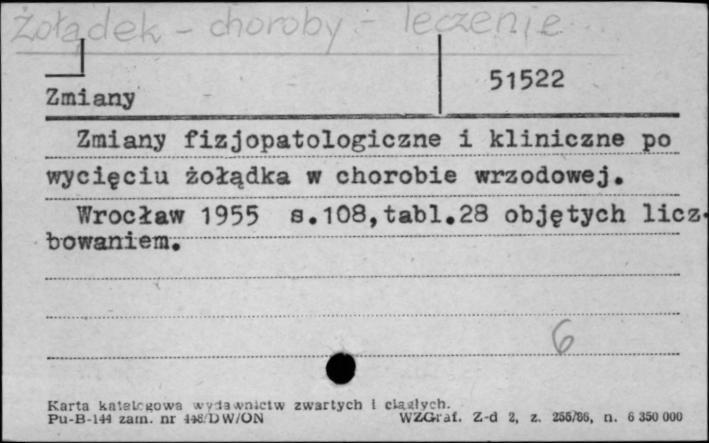 Żołądek - choroby - leczenie
51522
Zmiany
Zmiany fizjopatologiczne i kliniczne po
wycięciu żołądka w chorobie wrzodowej.
Wrocław 1955 s.108,tabl.28 objętych licz-
bowaniem.
6
Karta katalogowa wydawnictw zwartych i ciągłych.
Pu-B-144 zam. nr 448/DW/ON WZGraf. Z-d 2, z. 255/86, n. 6 350 000